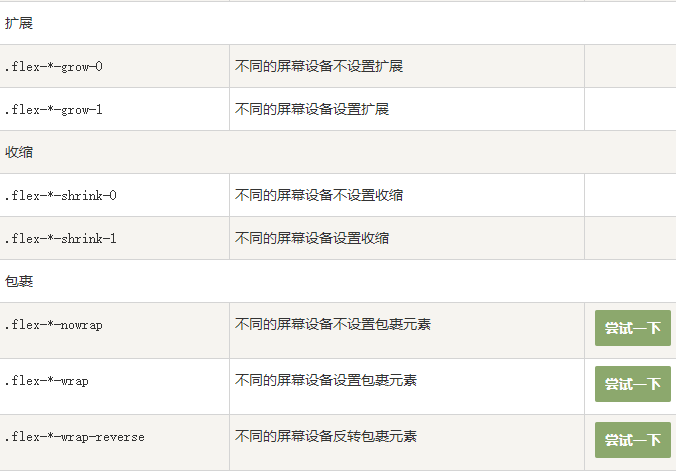 扩展
.flex-*-grow-0 不同的屏幕设备不设置扩展
.flex-*-grow-1 不同的屏幕设备设置扩展
收缩
.flex-*-shrink-0 不同的屏幕设备不设置收缩
.flex-*-shrink-1 不同的屏幕设备设置收缩
包裹
.flex-*-nowrap 不同的屏幕设备不设置包裹元素 尝试一下
.flex-*-wrap 不同的屏幕设备设置包裹元素 尝试一下
.flex-*-wrap-reverse 不同的屏幕设备反转包裹元素 尝试一下